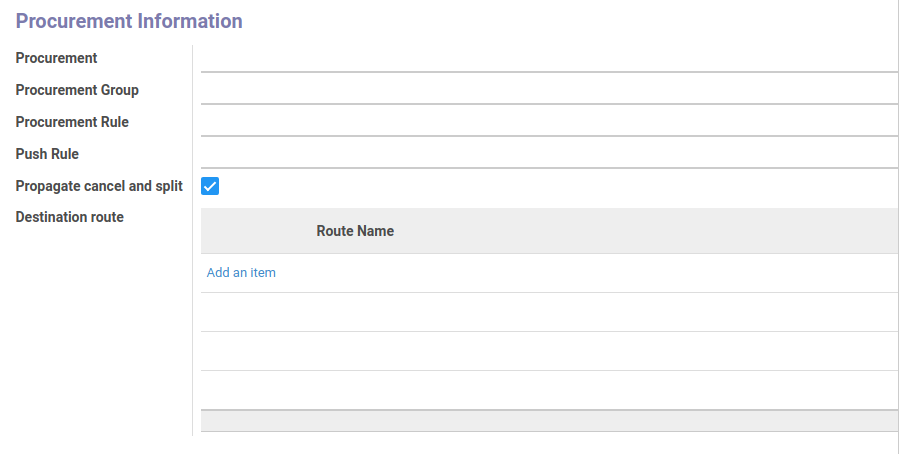 Procurement Information
Procurement
Procurement Group
Procurement Rule
Push Rule
Propagate cancel and split
Destination route
Route Name
Add an item